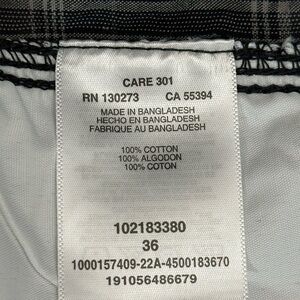 CARE 301
RN 130273 CA 55394
MADE IN BANGLADESH
HECHO EN BANGLADESH
FABRIQUE AU BANGLADESH
100% COTTON
100% ALGODON
100% COTON
102183380
36
1000157409-22A-4500183670
191056486679